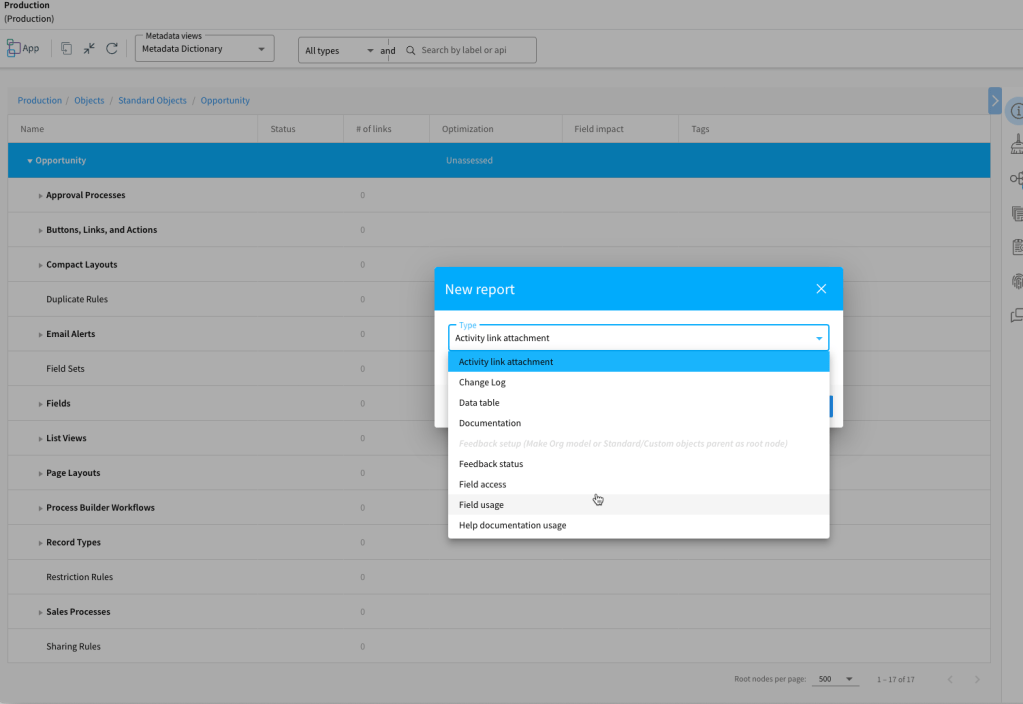 Production
(Production)
App
Metadata views
Metadata Dictionary
All types
and
Search by label or api
Production / Objects / Standard Objects / Opportunity
Name Status # of links Optimization Field impact Tags
Opportunity Unassessed
Approval Processes 0
Buttons, Links, and Actions 0
Compact Layouts 0
Duplicate Rules 0
Email Alerts 0
Field Sets 0
Fields 0
List Views 0
Page Layouts 0
Process Builder Workflows 0
Record Types 0
Restriction Rules 0
Sales Processes 0
Sharing Rules 0
New report
Type
Activity link attachment
Activity link attachment
Change Log
Data table
Documentation
Feedback setup (Make Org model or Standard/Custom objects parent as root node)
Feedback status
Field access
Field usage
Help documentation usage
Root nodes per page: 500 1 – 17 of 17